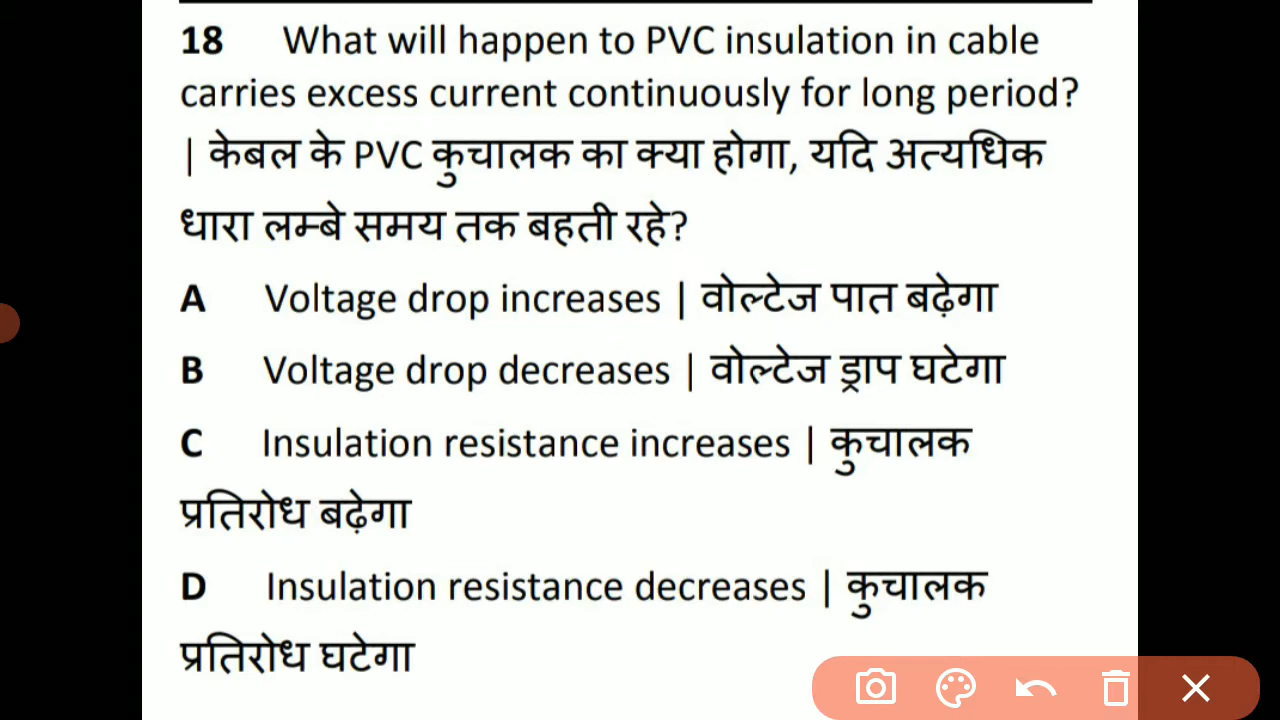 18 What will happen to PVC insulation in cable
carries excess current continuously for long period?
| केबल के PVC कुचालक का क्या होगा, यदि अत्यधिक
धारा लम्बे समय तक बहती रहे?
A Voltage drop increases | वोल्टेज पात बढ़ेगा
B Voltage drop decreases | वोल्टेज ड्राप घटेगा
C Insulation resistance increases | कुचालक
प्रतिरोध बढ़ेगा
D Insulation resistance decreases | कुचालक
प्रतिरोध घटेगा